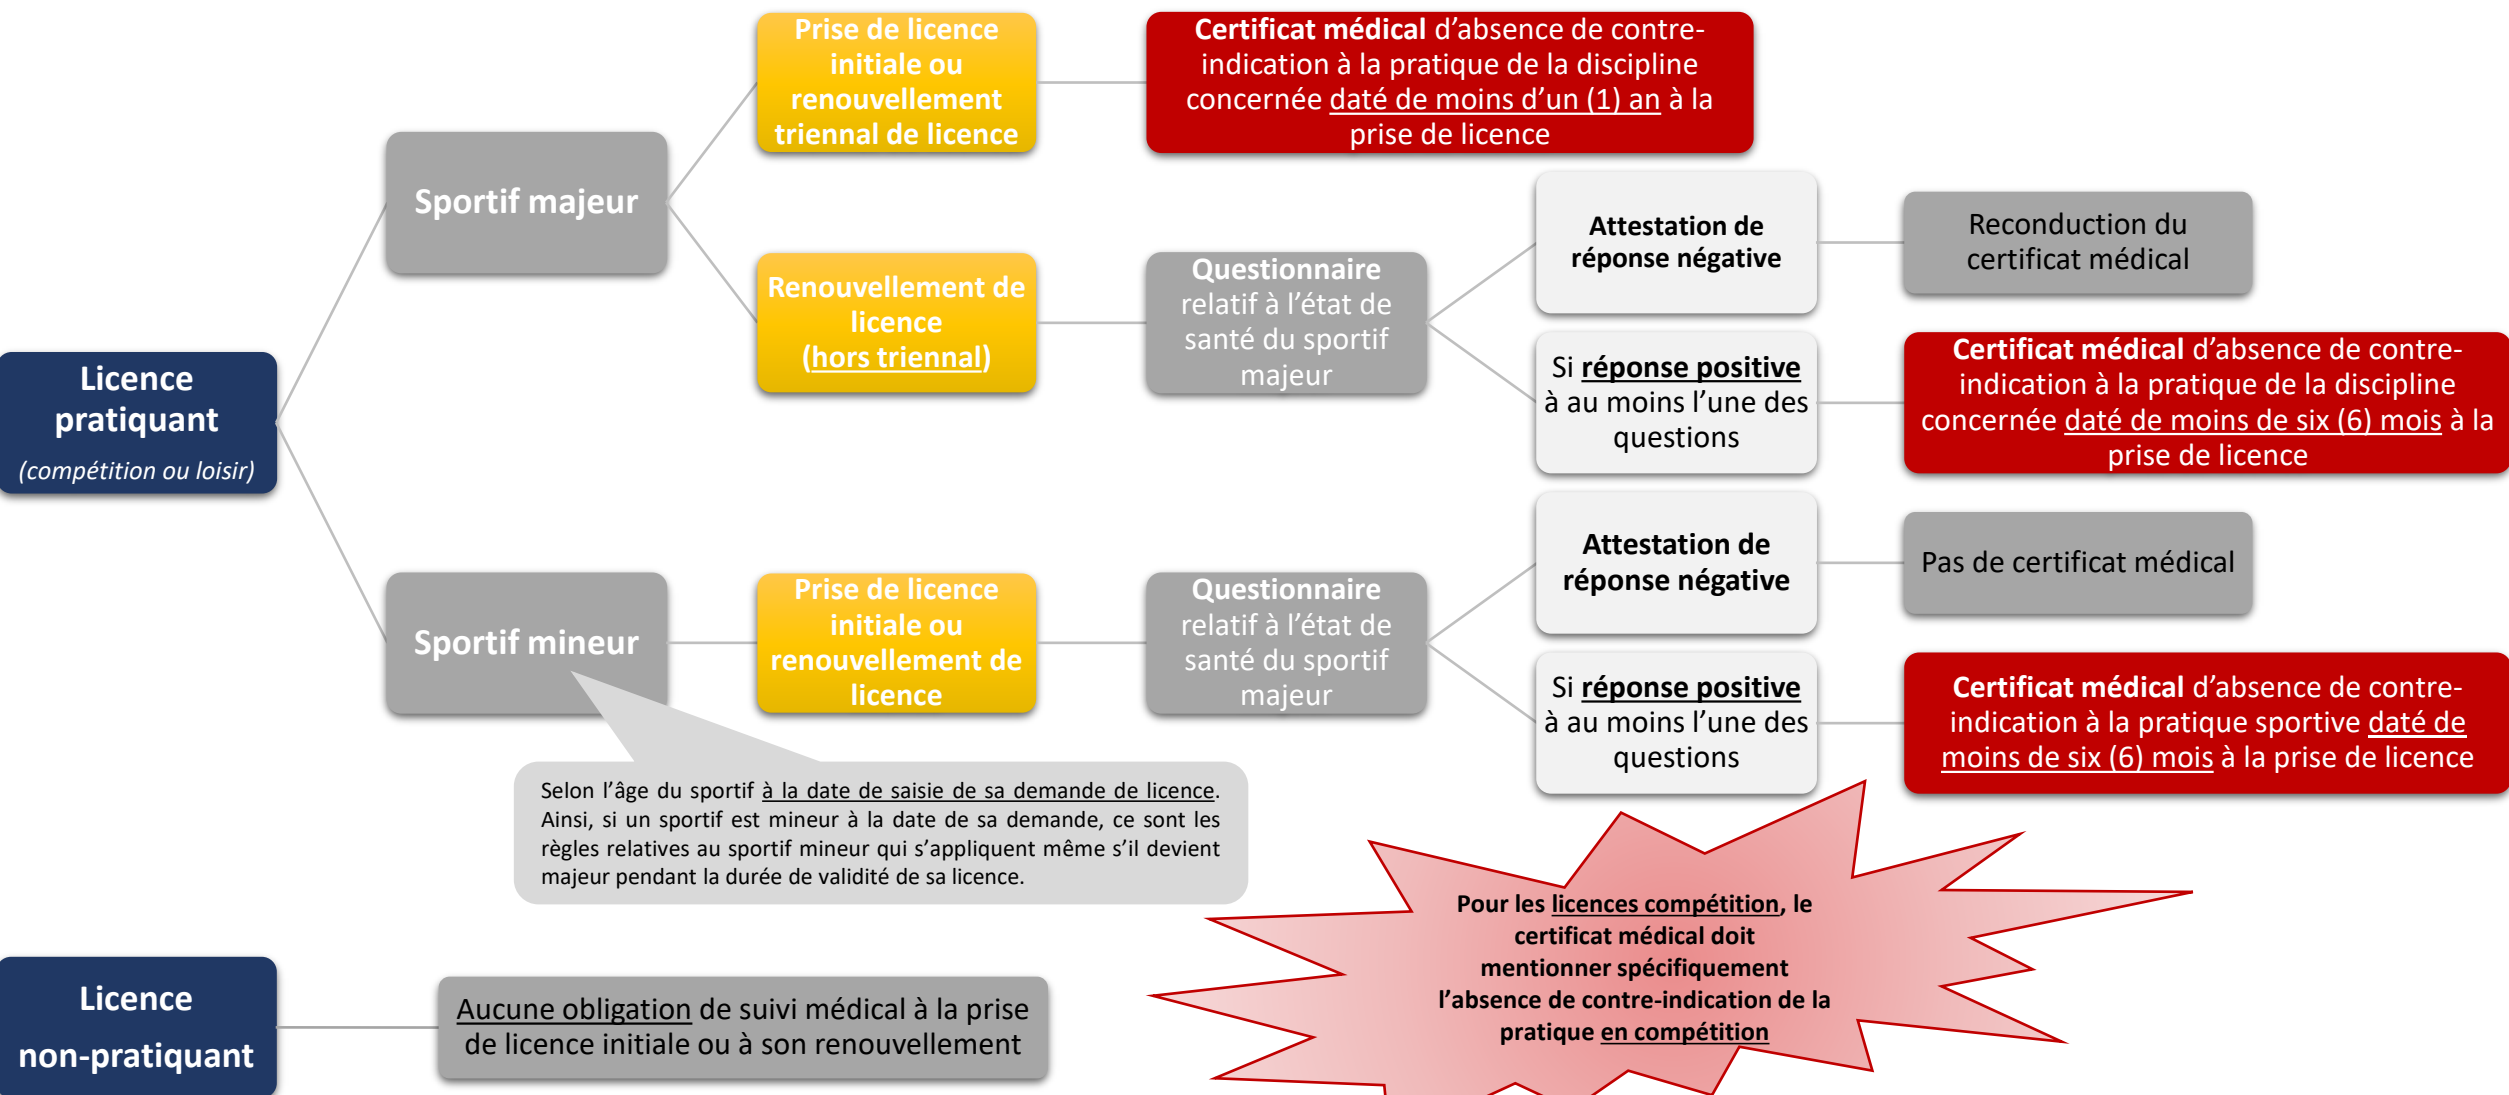 Licence
pratiquant
(compétition ou loisir)
Sportif majeur
Prise de licence
initiale ou
renouvellement
triennal de licence
Certificat médical d’absence de contre-
indication à la pratique de la discipline
concernée daté de moins d’un (1) an à la
prise de licence
Renouvellement de
licence
(hors triennal)
Questionnaire
relatif à l’état de
santé du sportif
majeur
Attestation de
réponse négative
Reconduction du
certificat médical
Si réponse positive
à au moins l’une des
questions
Certificat médical d’absence de contre-
indication à la pratique de la discipline
concernée daté de moins de six (6) mois à la
prise de licence
Sportif mineur
Prise de licence
initiale ou
renouvellement de
licence
Questionnaire
relatif à l’état de
santé du sportif
majeur
Attestation de
réponse négative
Pas de certificat médical
Si réponse positive
à au moins l’une des
questions
Certificat médical d’absence de contre-
indication à la pratique sportive daté de
moins de six (6) mois à la prise de licence
Selon l’âge du sportif à la date de saisie de sa demande de licence.
Ainsi, si un sportif est mineur à la date de sa demande, ce sont les
règles relatives au sportif mineur qui s’appliquent même s’il devient
majeur pendant la durée de validité de sa licence.
Pour les licences compétition, le
certificat médical doit
mentionner spécifiquement
l’absence de contre-indication de la
pratique en compétition
Licence
non-pratiquant
Aucune obligation de suivi médical à la prise
de licence initiale ou à son renouvellement